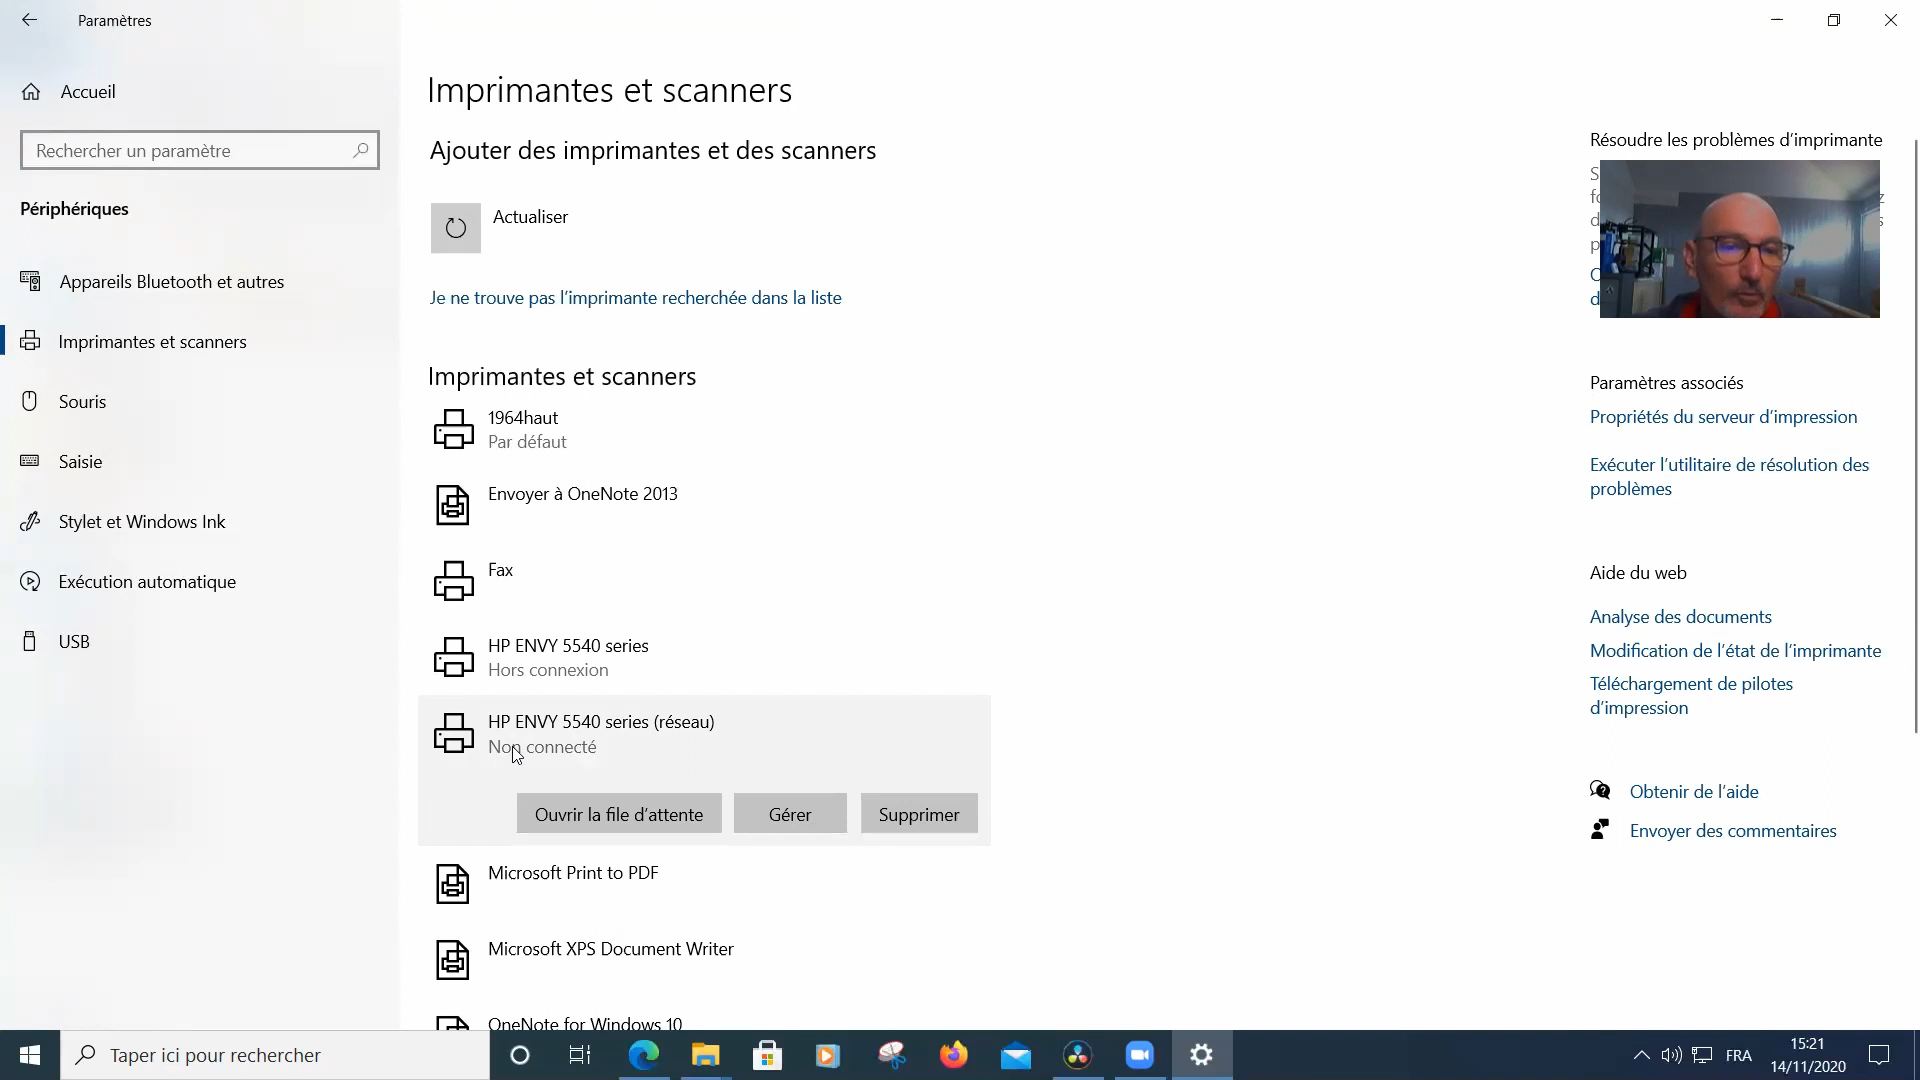 Paramètres
Accueil
Rechercher un paramètre
Périphériques
Appareils Bluetooth et autres
Imprimantes et scanners
Souris
Saisie
Stylet et Windows Ink
Exécution automatique
USB
Imprimantes et scanners
Ajouter des imprimantes et des scanners
Actualiser
Je ne trouve pas l'imprimante recherchée dans la liste
Imprimantes et scanners
1964haut
Par défaut
Envoyer à OneNote 2013
Fax
HP ENVY 5540 series
Hors connexion
HP ENVY 5540 series (réseau)
Non connecté
Ouvrir la file d'attente
Gérer
Supprimer
Microsoft Print to PDF
Microsoft XPS Document Writer
OneNote for Windows 10
Résoudre les problèmes d'imprimante
Paramètres associés
Propriétés du serveur d'impression
Exécuter l'utilitaire de résolution des
problèmes
Aide du web
Analyse des documents
Modification de l'état de l'imprimante
Téléchargement de pilotes
d'impression
Obtenir de l'aide
Envoyer des commentaires
Taper ici pour rechercher
FRA
15:21
14/11/2020